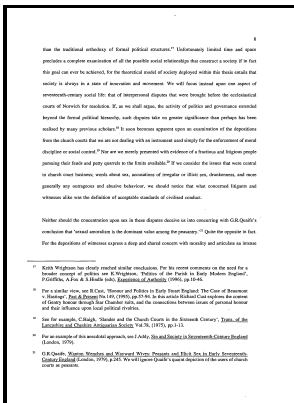 8
than the traditional orthodoxy of formal political structures.¹⁷ Unfortunately limited time and space
precludes a complete examination of all the possible social relationships that construct a society if in fact
this goal can ever be achieved, for the theoretical model of society deployed within this thesis entails that
society is always in a state of innovation and movement. We will focus instead upon one aspect of
seventeenth-century social life: that of interpersonal disputes that were brought before the ecclesiastical
courts of Norwich for resolution. If, as we shall argue, the activity of politics and governance extended
beyond the formal political hierarchy, such disputes take on greater significance than perhaps has been
realised by many previous scholars.¹⁸ It soon becomes apparent upon an examination of the depositions
from the church courts that we are not dealing with an instrument used simply for the enforcement of moral
discipline or social control.¹⁹ Nor are we merely presented with evidence of a fractious and litigious people
pursuing their feuds and petty quarrels to the limits available.²⁰ If we consider the issues that were central
to church court business; words about sex, accusations of irregular or illicit sex, drunkenness, and more
generally any outrageous and abusive behaviour, we should notice that what concerned litigants and
witnesses alike was the definition of acceptable standards of civilised conduct.
Neither should the concentration upon sex in these disputes deceive us into concurring with G.R.Quaife's
conclusion that 'sexual amoralism is the dominant value among the peasantry.'²¹ Quite the opposite in fact.
For the depositions of witnesses express a deep and shared concern with morality and articulate an intense
17 Keith Wrightson has clearly reached similar conclusions. For his recent comments on the need for a
broader concept of politics see K.Wrightson, 'Politics of the Parish in Early Modern England',
P.Griffiths, A.Fox & S.Hindle (eds), Experience of Authority (1996), pp.10-46.
18 For a similar view, see R.Cust, 'Honour and Politics in Early Stuart England: The Case of Beaumont
v. Hastings', Past & Present No.149, (1995), pp.57-94. In this article Richard Cust explores the content
of Gentry honour through Star Chamber suits, and the connections between issues of personal honour
and their influence upon local political rivalries.
19 See for example, C.Haigh, 'Slander and the Church Courts in the Sixteenth Century', Trans. of the
Lancashire and Cheshire Antiquarian Society Vol.78, (1975), pp.1-13.
20 For an example of this anecdotal approach, see J.Addy, Sin and Society in Seventeenth-Century England
(London, 1979).
21 G.R.Quaife, Wanton Wenches and Wayward Wives: Peasants and Illicit Sex in Early Seventeenth-
Century England (London, 1979), p.245. We will ignore Quaife's quaint depiction of the users of church
courts as peasants.